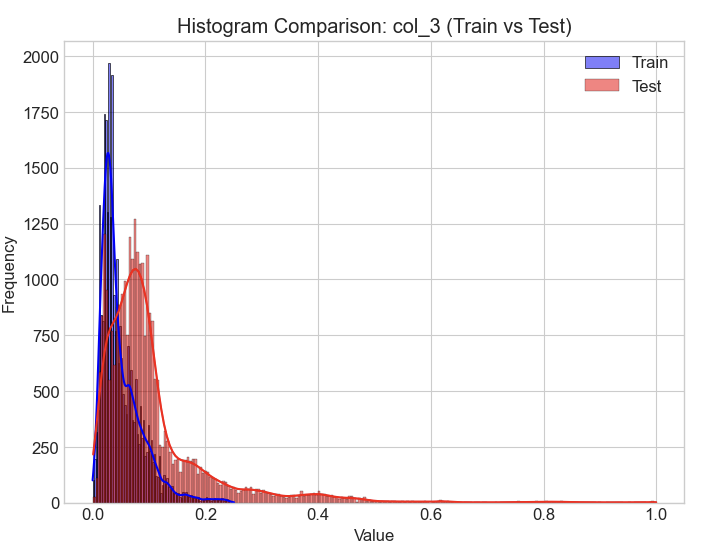 Histogram Comparison: col_3 (Train vs Test)
Train
Test
Frequency
2000
1750
1500
1250
1000
750
500
250
0
0.0 0.2 0.4 0.6 0.8 1.0
Value